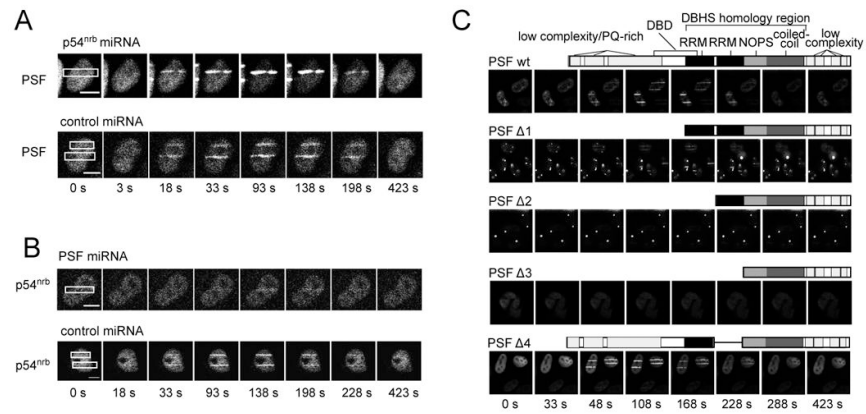 A
p54nrb miRNA
PSF
control miRNA
PSF
0 s 3 s 18 s 33 s 93 s 138 s 198 s 423 s
B
PSF miRNA
p54nrb
control miRNA
p54nrb
0 s 18 s 33 s 93 s 138 s 198 s 228 s 423 s
C
DBHS homology region
DBD
low complexity/PQ-rich
RRM RRM NOPS coiled-coil low complexity
PSF wt
PSF Δ1
PSF Δ2
PSF Δ3
PSF Δ4
0 s 33 s 48 s 108 s 168 s 228 s 288 s 423 s